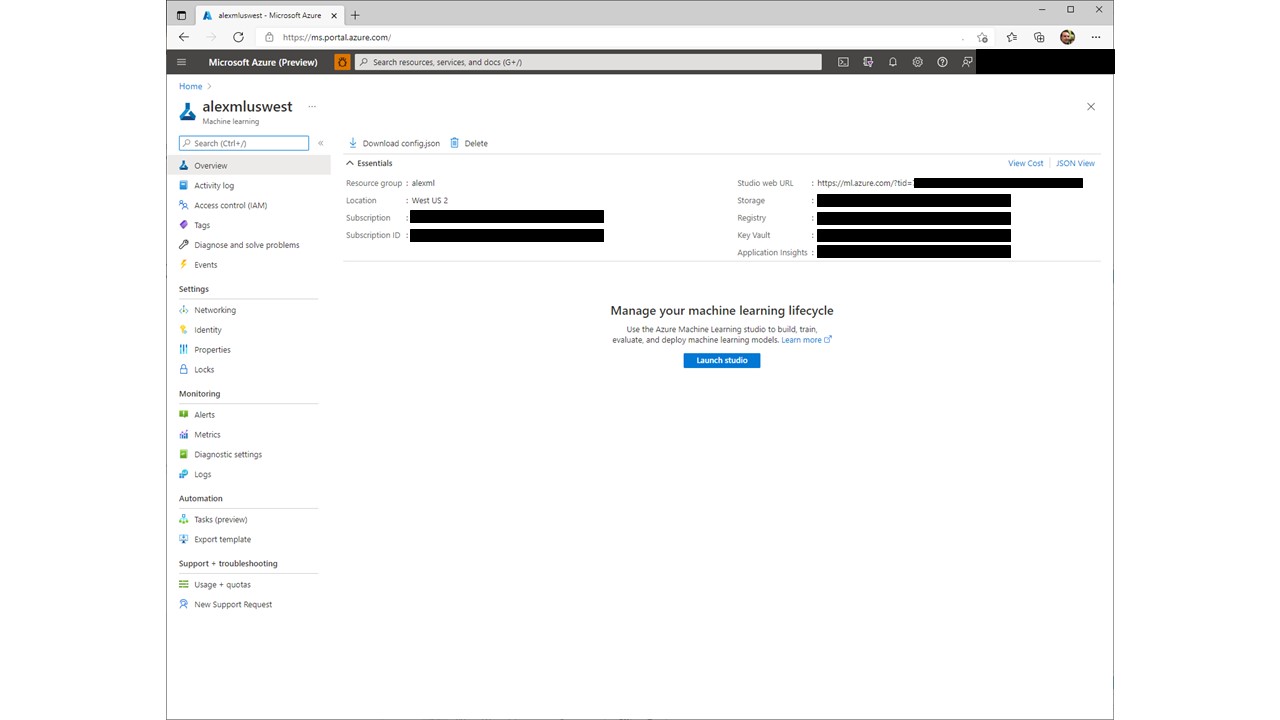 alexmluswest - Microsoft Azure
https://ms.portal.azure.com/
Microsoft Azure (Preview)
Search resources, services, and docs (G+/)
Home
alexmluswest
Machine learning
Search (Ctrl+/)
Overview
Activity log
Access control (IAM)
Tags
Diagnose and solve problems
Events
Settings
Networking
Identity
Properties
Locks
Monitoring
Alerts
Metrics
Diagnostic settings
Logs
Automation
Tasks (preview)
Export template
Support + troubleshooting
Usage + quotas
New Support Request
Download config.json Delete
Essentials
View Cost JSON View
Resource group : alexml
Location : West US 2
Subscription :
Subscription ID :
Studio web URL : https://ml.azure.com/?tid=
Storage :
Registry :
Key Vault :
Application Insights :
Manage your machine learning lifecycle
Use the Azure Machine Learning studio to build, train,
evaluate, and deploy machine learning models. Learn more
Launch studio